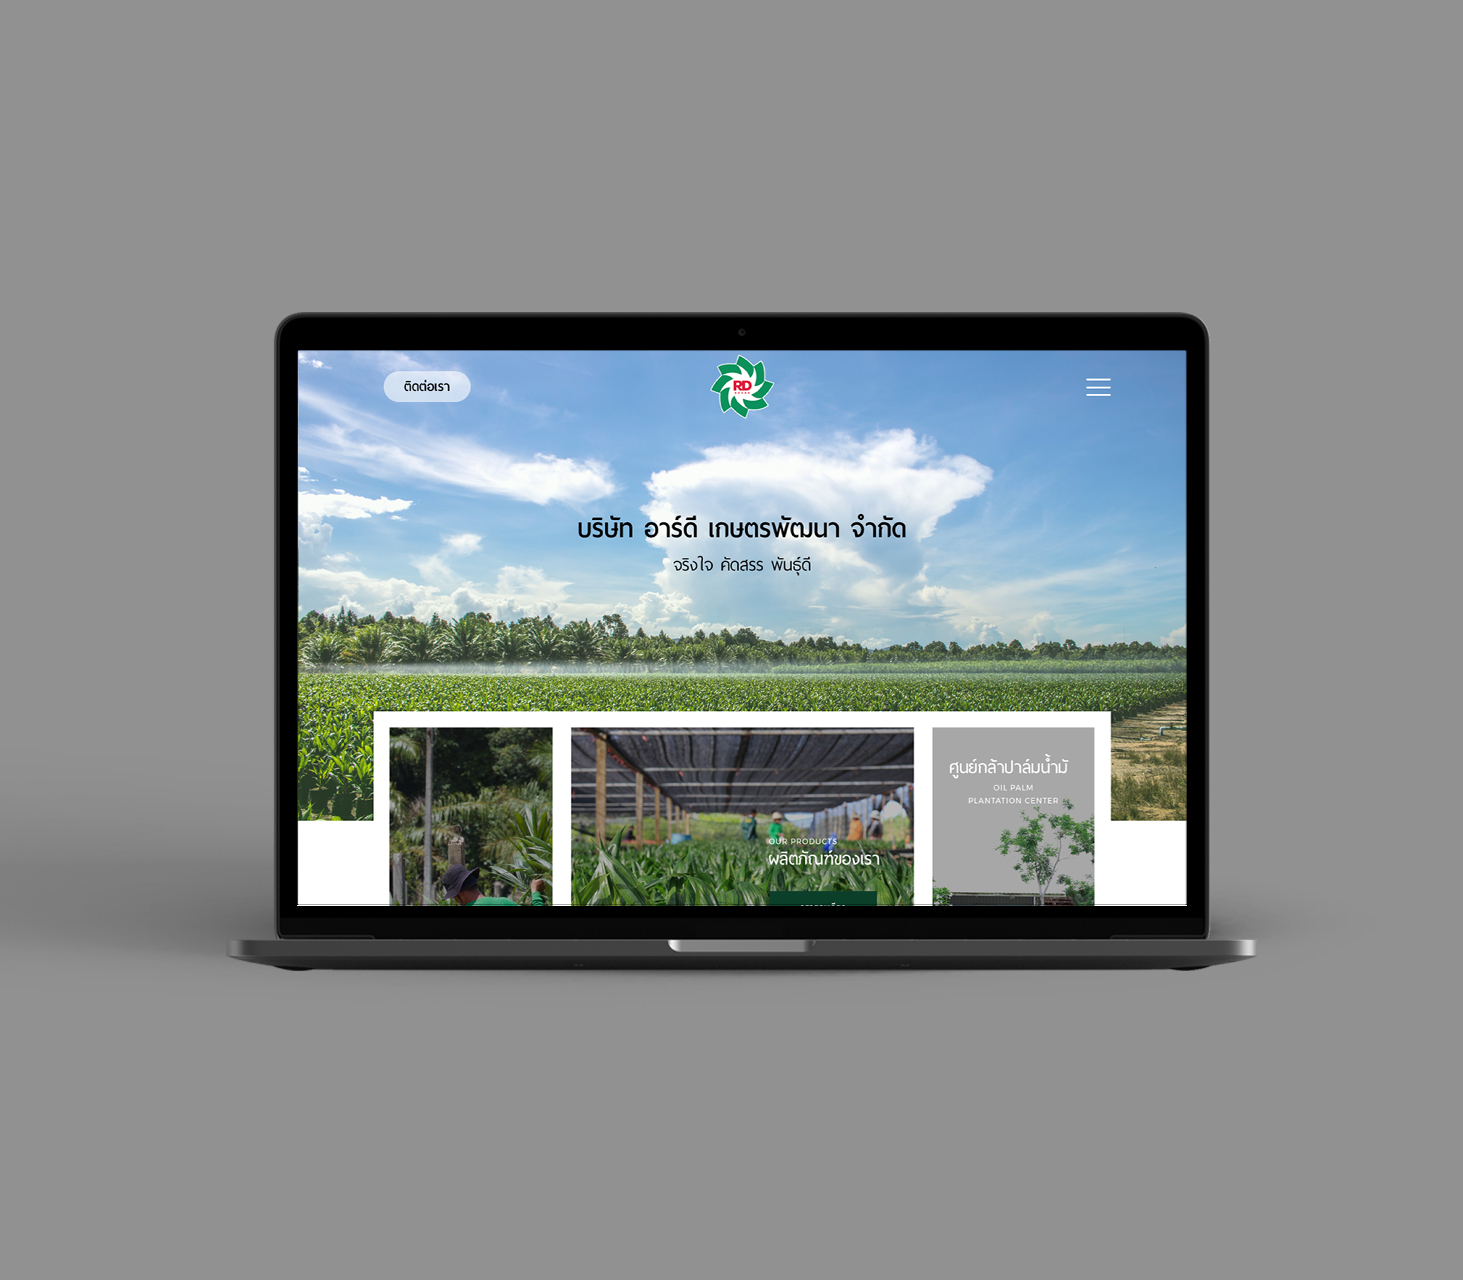 ติดต่อเรา
RD
บริษัท อาร์ดี เกษตรพัฒนา จำกัด
จริงใจ คัดสรร พันธุ์ดี
OUR PRODUCTS
ผลิตภัณฑ์ของเรา
ศูนย์กล้าปาล์มน้ำมั
OIL PALM
PLANTATION CENTER